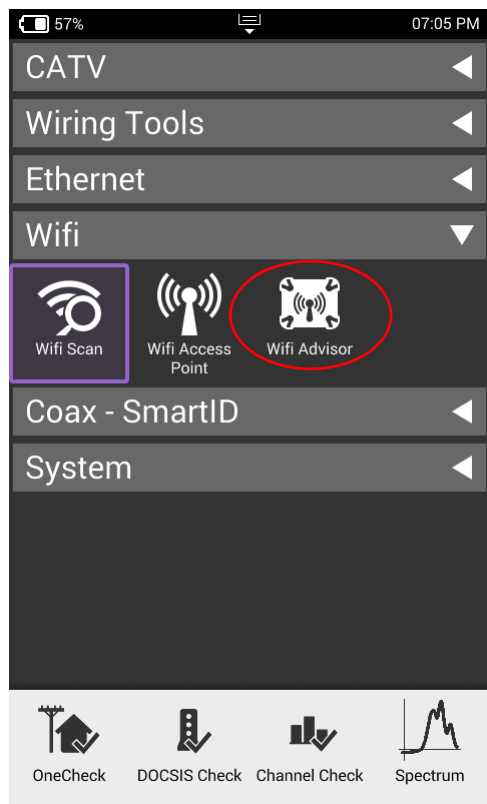 57%
07:05 PM
CATV
Wiring Tools
Ethernet
Wifi
Wifi Scan
Wifi Access
Point
Wifi Advisor
Coax - SmartID
System
OneCheck
DOCSIS Check
Channel Check
Spectrum